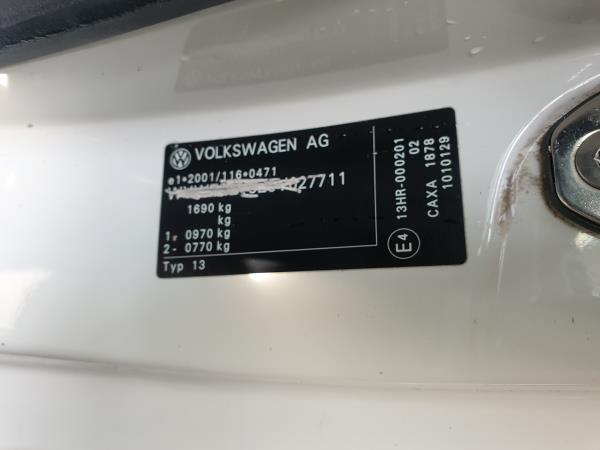 VOLKSWAGEN AG
e1*2001/116*0471
27711
1690 kg
kg
1- 0970 kg
2- 0770 kg
Typ 13
E4
13HR-000201
02
CAXA 1878
1010129